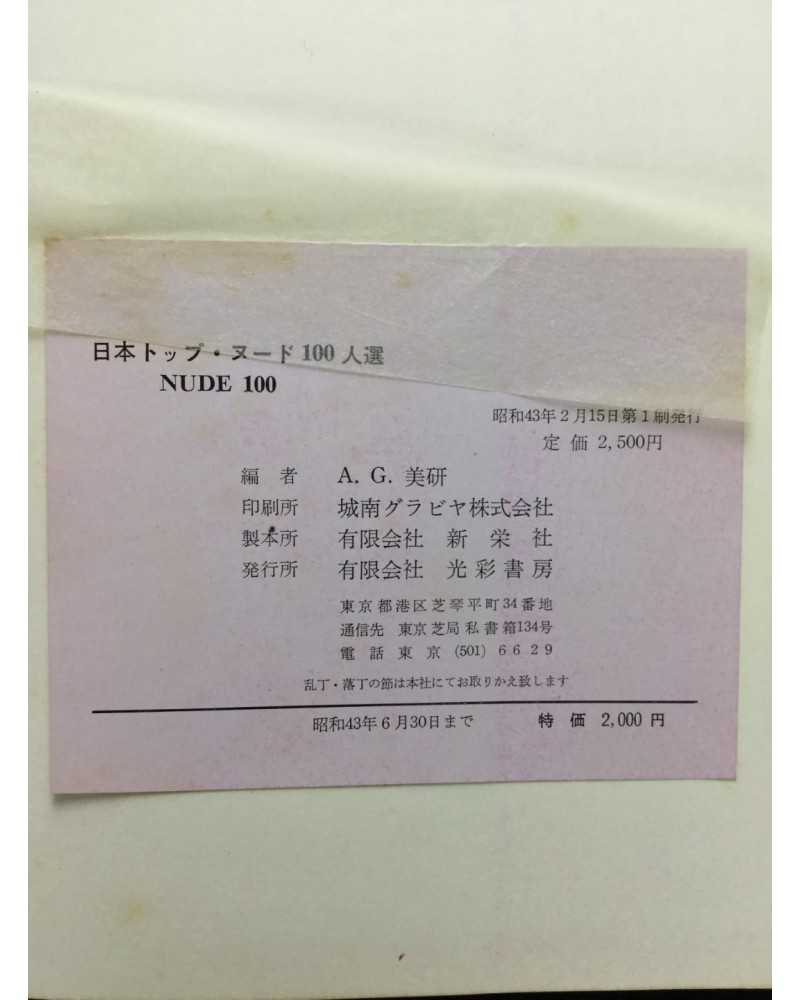 日本トップ・ヌード100人選
NUDE 100
昭和43年2月15日第1刷発行
定価 2,500円
編者 A. G. 美研
印刷所 城南グラビヤ株式会社
製本所 有限会社 新栄社
発行所 有限会社 光彩書房
東京都港区芝琴平町34番地
通信先 東京芝局私書箱134号
電話 東京 (501) 6629
乱丁・落丁の節は本社にてお取りかえ致します
昭和43年6月30日まで 特価 2,000円